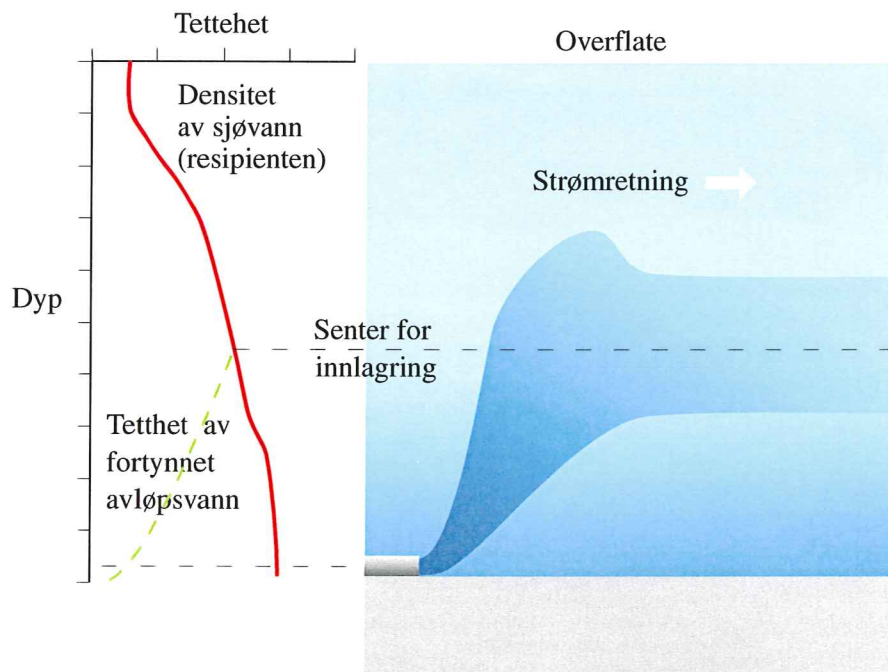 Tettehet
Overflate
Densitet
av sjøvann
(resipienten)
Strømretning
Dyp
Senter for
innlagring
Tetthet av
fortynnet
avløpsvann